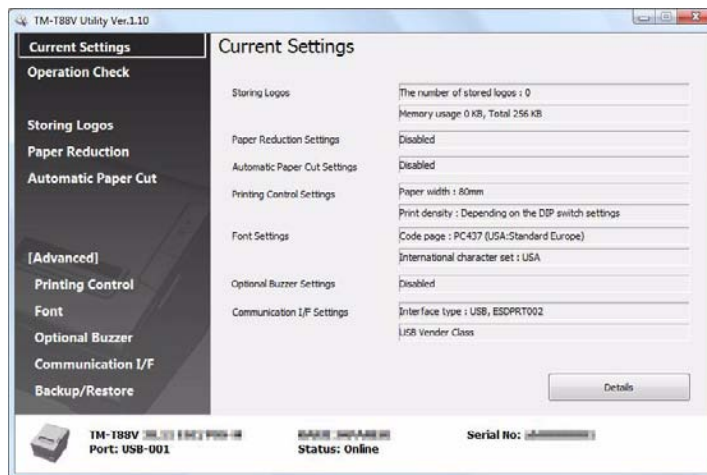 TM-T88V Utility Ver.1.10
Current Settings
Operation Check
Storing Logos
Paper Reduction
Automatic Paper Cut
[Advanced]
Printing Control
Font
Optional Buzzer
Communication I/F
Backup/Restore
Current Settings
Storing Logos
The number of stored logos : 0
Memory usage 0 KB, Total 256 KB
Paper Reduction Settings
Disabled
Automatic Paper Cut Settings
Disabled
Printing Control Settings
Paper width : 80mm
Print density : Depending on the DIP switch settings
Font Settings
Code page : PC437 (USA:Standard Europe)
International character set : USA
Optional Buzzer Settings
Disabled
Communication I/F Settings
Interface type : USB, ESDPRT002
USB Vender Class
Details
TM-T88V
Port: USB-001
Status: Online
Serial No: